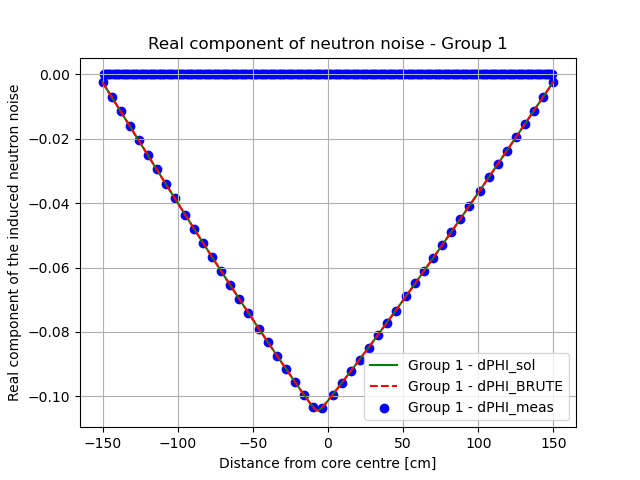 Real component of neutron noise - Group 1
Real component of the induced neutron noise
0.00
−0.02
−0.04
−0.06
−0.08
−0.10
Group 1 - dPHI_sol
Group 1 - dPHI_BRUTE
Group 1 - dPHI_meas
−150
−100
−50
0
50
100
150
Distance from core centre [cm]